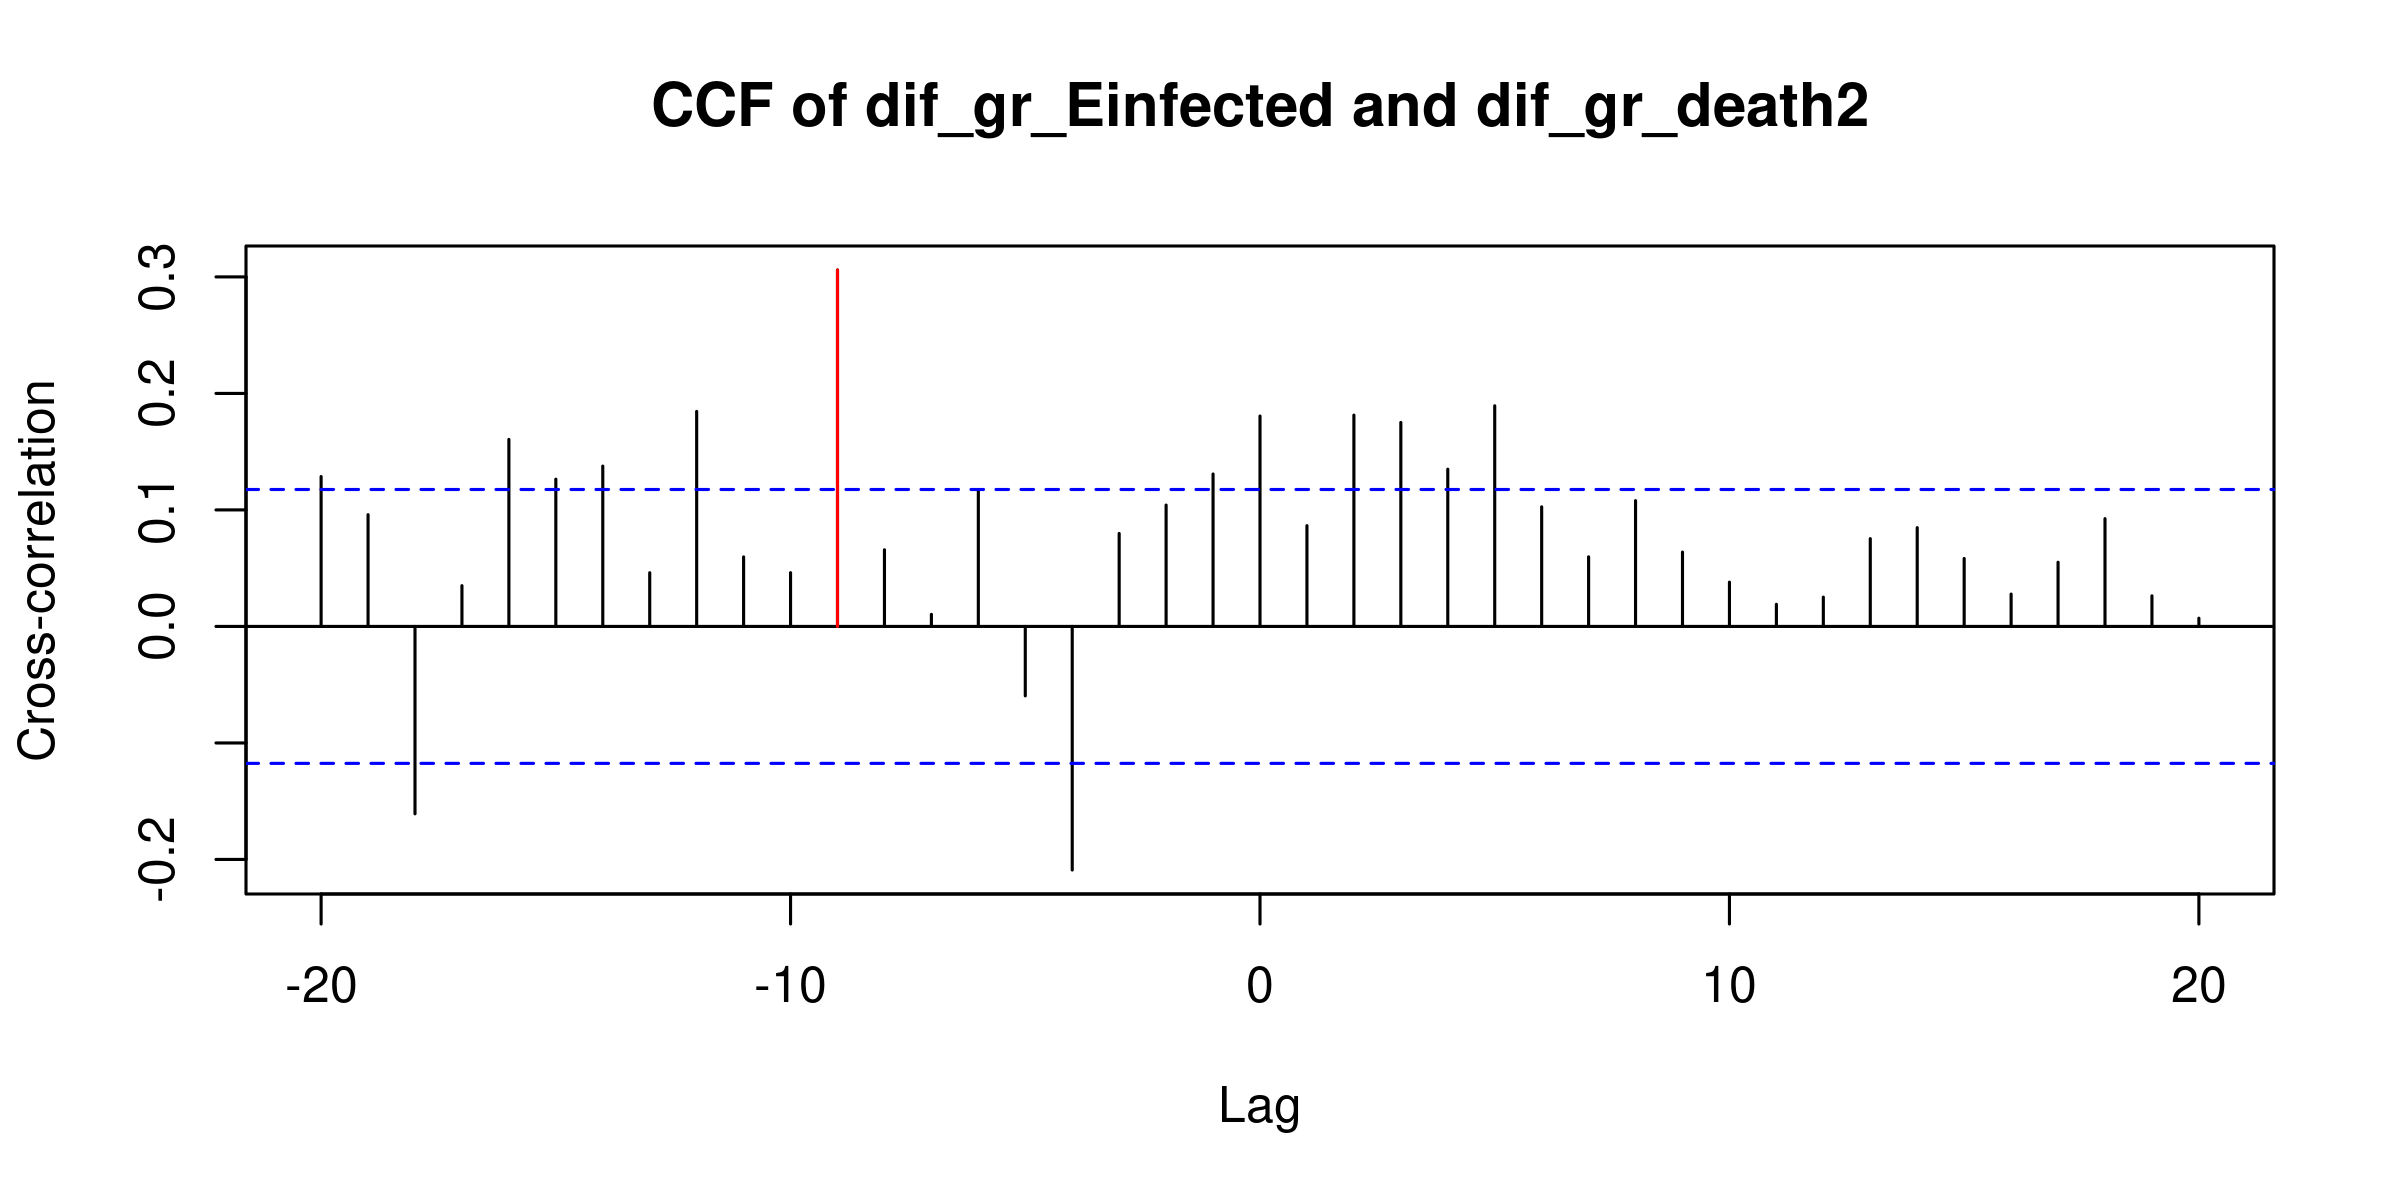 CCF of dif_gr_Einfected and dif_gr_death2
Cross-correlation
0.3
0.2
0.1
0.0
-0.2
-20 -10 0 10 20
Lag